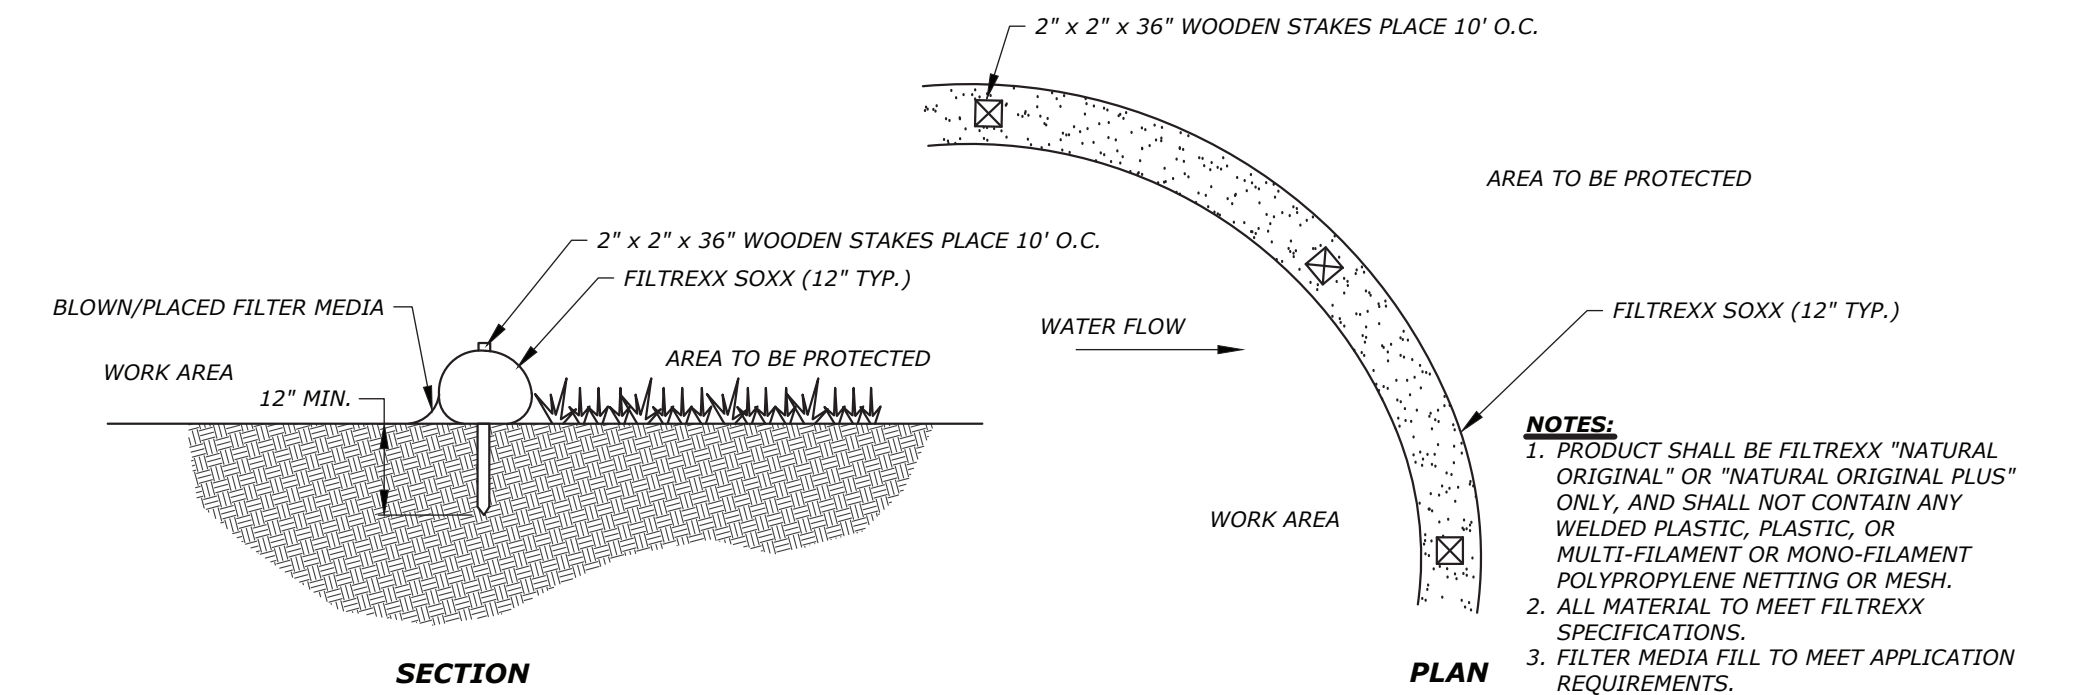 2" x 2" x 36" WOODEN STAKES PLACE 10' O.C.
AREA TO BE PROTECTED
2" x 2" x 36" WOODEN STAKES PLACE 10' O.C.
FILTREXX SOXX (12" TYP.)
BLOWN/PLACED FILTER MEDIA
FILTREXX SOXX (12" TYP.)
WATER FLOW
AREA TO BE PROTECTED
WORK AREA
12" MIN.
WORK AREA
NOTES:
1. PRODUCT SHALL BE FILTREXX "NATURAL
ORIGINAL" OR "NATURAL ORIGINAL PLUS"
ONLY, AND SHALL NOT CONTAIN ANY
WELDED PLASTIC, PLASTIC, OR
MULTI-FILAMENT OR MONO-FILAMENT
POLYPROPYLENE NETTING OR MESH.
2. ALL MATERIAL TO MEET FILTREXX
SPECIFICATIONS.
3. FILTER MEDIA FILL TO MEET APPLICATION
REQUIREMENTS.
SECTION
PLAN